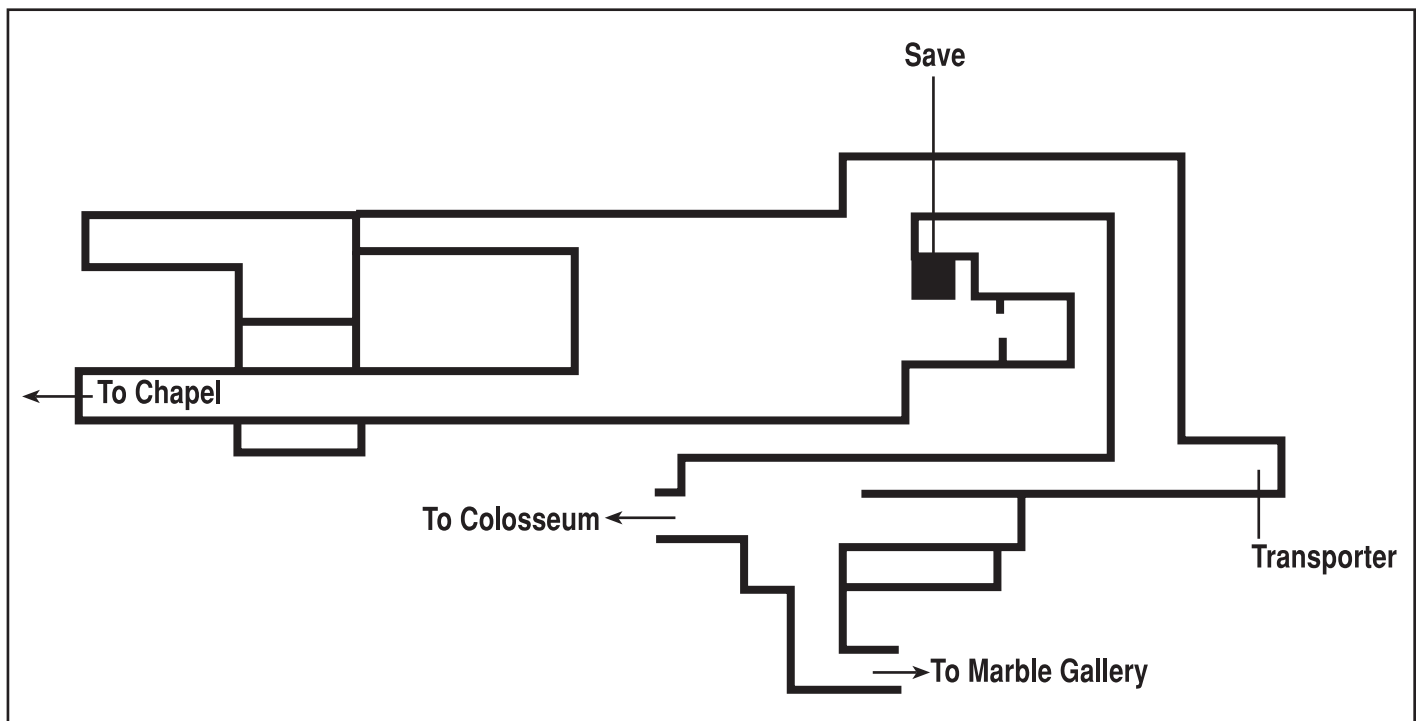 Save
To Chapel
To Colosseum
Transporter
To Marble Gallery